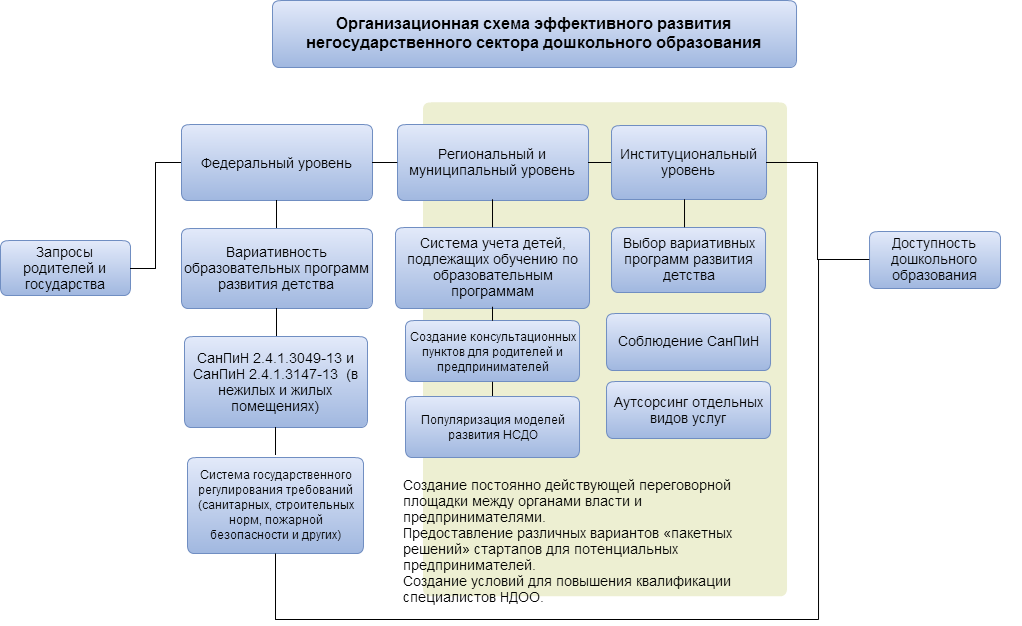 Организационная схема эффективного развития
негосударственного сектора дошкольного образования
Запросы
родителей и
государства
Федеральный уровень
Вариативность
образовательных программ
развития детства
СанПиН 2.4.1.3049-13 и
СанПиН 2.4.1.3147-13 (в
нежилых и жилых
помещениях)
Система государственного
регулирования требований
(санитарных, строительных
норм, пожарной
безопасности и других)
Региональный и
муниципальный уровень
Система учета детей,
подлежащих обучению по
образовательным
программам
Создание консультационных
пунктов для родителей и
предпринимателей
Популяризация моделей
развития НСДО
Институциональный
уровень
Выбор вариативных
программ развития
детства
Соблюдение СанПиН
Аутсорсинг отдельных
видов услуг
Создание постоянно действующей переговорной
площадки между органами власти и
предпринимателями.
Предоставление различных вариантов «пакетных
решений» стартапов для потенциальных
предпринимателей.
Создание условий для повышения квалификации
специалистов НДОО.
Доступность
дошкольного
образования